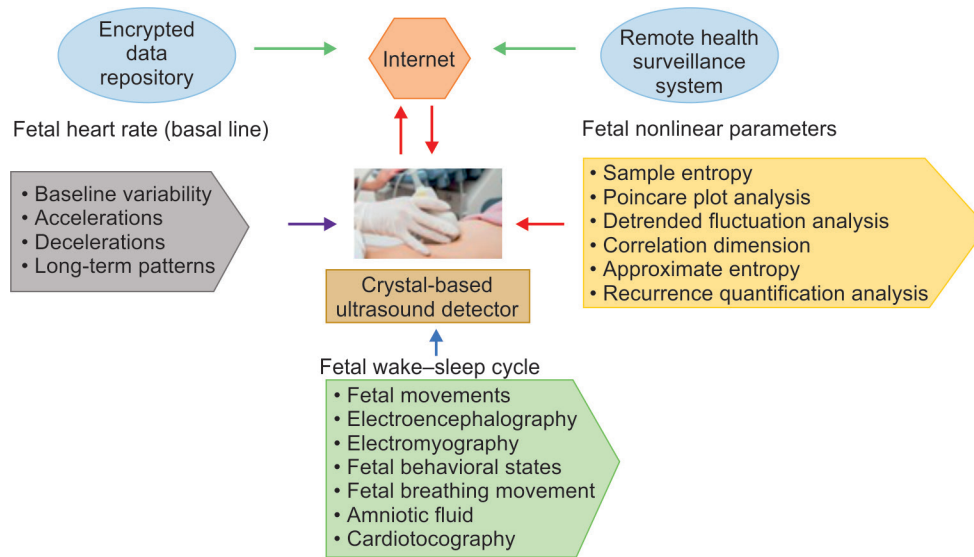 Encrypted
data
repository
Internet
Remote health
surveillance
system
Fetal heart rate (basal line)
• Baseline variability
• Accelerations
• Decelerations
• Long-term patterns
Fetal nonlinear parameters
• Sample entropy
• Poincare plot analysis
• Detrended fluctuation analysis
• Correlation dimension
• Approximate entropy
• Recurrence quantification analysis
Crystal-based
ultrasound detector
Fetal wake–sleep cycle
• Fetal movements
• Electroencephalography
• Electromyography
• Fetal behavioral states
• Fetal breathing movement
• Amniotic fluid
• Cardiotocography